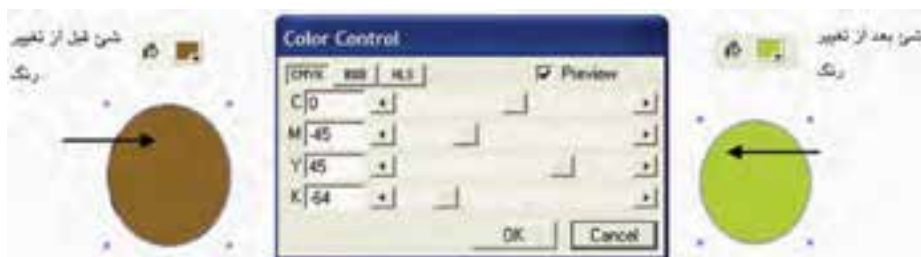 شئ قبل از تغییر
رنگ
Color Control
CMYK RGB HLS
Preview
C 0
M -45
Y 45
K -64
OK Cancel
شئ بعد از تغییر
رنگ